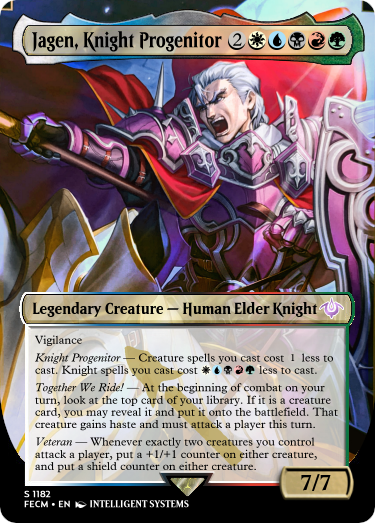 Jagen, Knight Progenitor 2
Legendary Creature — Human Elder Knight
Vigilance
Knight Progenitor — Creature spells you cast cost 1 less to
cast. Knight spells you cast cost less to cast.
Together We Ride! — At the beginning of combat on your
turn, look at the top card of your library. If it is a creature
card, you may reveal it and put it onto the battlefield. That
creature gains haste and must attack a player this turn.
Veteran — Whenever exactly two creatures you control
attack a player, put a +1/+1 counter on either creature,
and put a shield counter on either creature.
7/7
S 1182
FECM • EN INTELLIGENT SYSTEMS